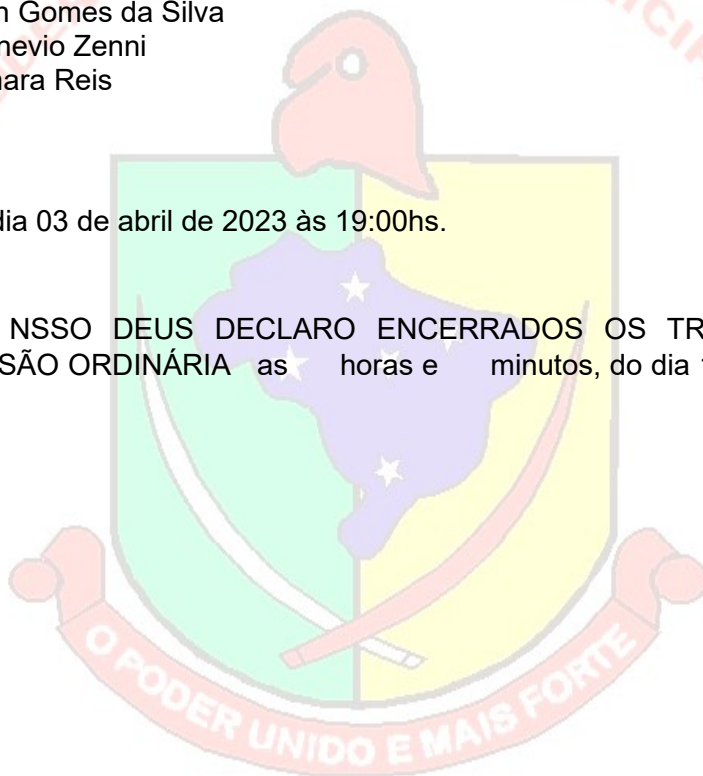 n Gomes da Silva
nevio Zenni
nara Reis
dia 03 de abril de 2023 às 19:00hs.
NSSO DEUS DECLARO ENCERRADOS OS TR
SÃO ORDINÁRIA as horas e minutos, do dia
O PODER UNIDO E MAIS FORTE